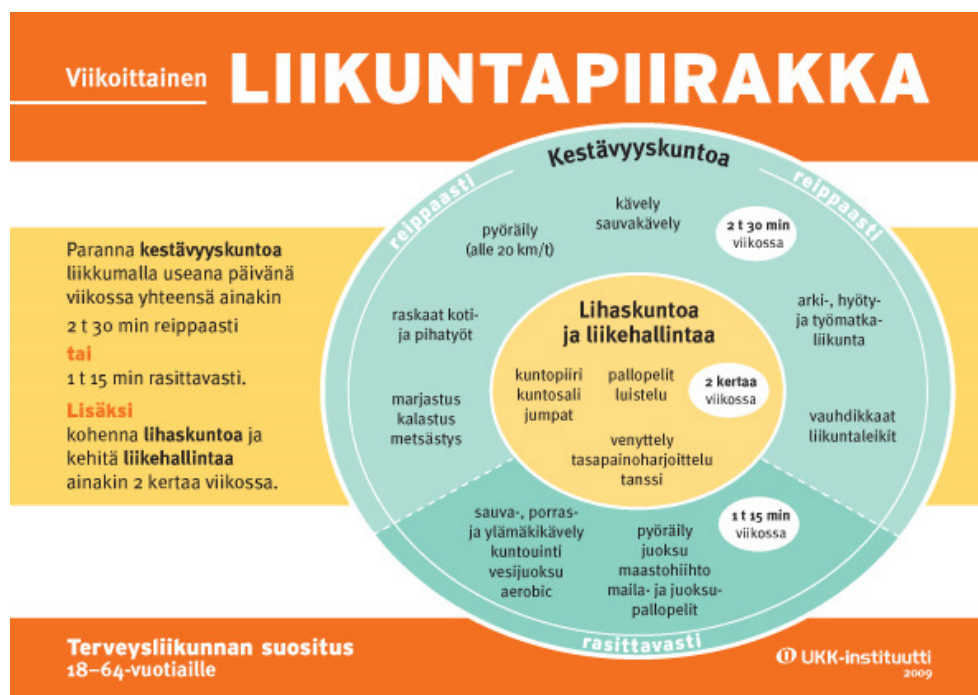 Viikoittainen LIIKUNTAPIIRAKKA
Paranna kestävyyskuntoa
liikkumalla useana päivänä
viikossa yhteensä ainakin
2 t 30 min reippaasti
tai
1 t 15 min rasittavasti.
Lisäksi
kohenna lihaskuntoa ja
kehitä liikehallintaa
ainakin 2 kertaa viikossa.
Kestävyyskuntoa
reippaasti
reippaasti
kävely
sauvakävely
2 t 30 min
viikossa
pyöräily
(alle 20 km/t)
raskaat koti-
ja pihatyöt
marjastus
kalastus
metsästys
arki-, hyöty-
ja työmatka-
liikunta
vauhdikkaat
liikuntaleikit
Lihaskuntoa
ja liikehallintaa
kuntopiiri
kuntosali
jumpat
pallopelit
luistelu
2 kertaa
viikossa
venyttely
tasapainoharjoittelu
tanssi
sauva-, porras-
ja ylämäkikävely
kuntouinti
vesijuoksu
aerobic
pyöräily
juoksu
maastohiihto
maila- ja juoksu-
pallopelit
1 t 15 min
viikossa
rasittavasti
Terveysliikunnan suositus
18–64-vuotiaille
UKK-instituutti
2009